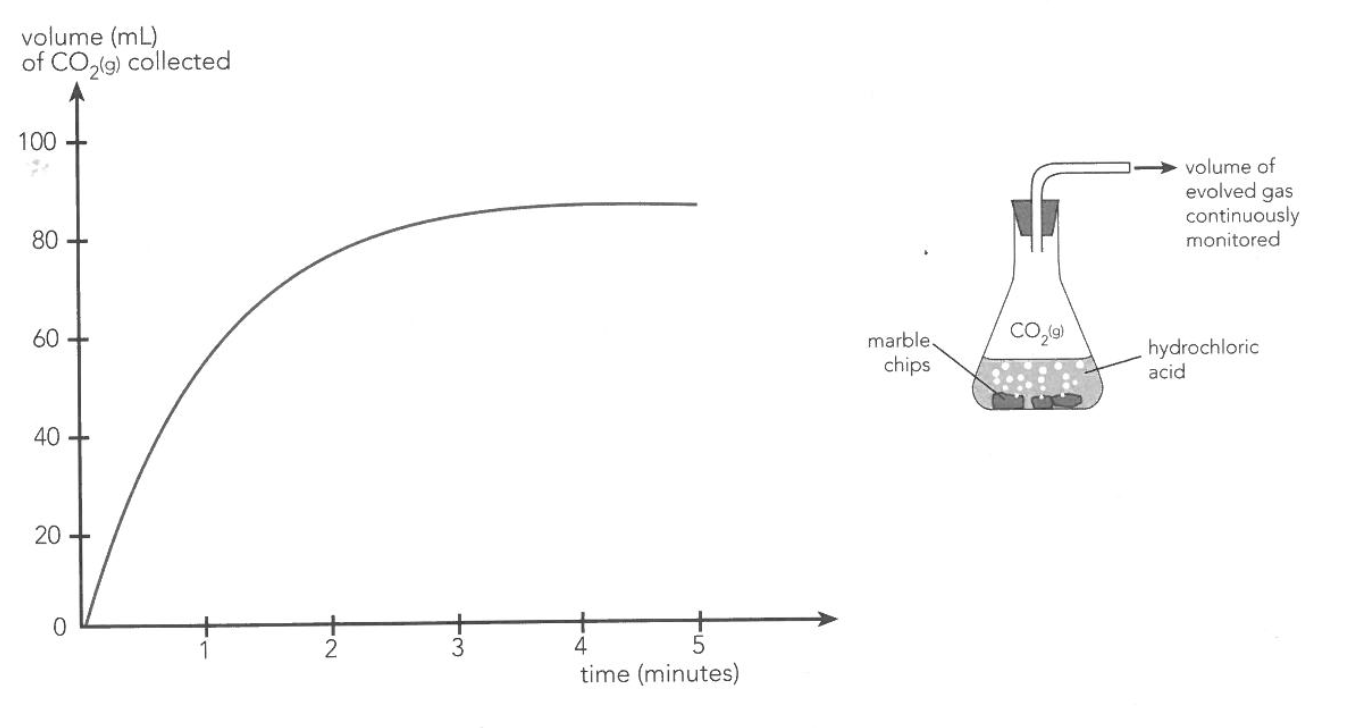 volume (mL)
of CO₂(g) collected
100
80
60
40
20
0
1
2
3
4
5
time (minutes)
volume of
evolved gas
continuously
monitored
CO₂(g)
marble
chips
hydrochloric
acid